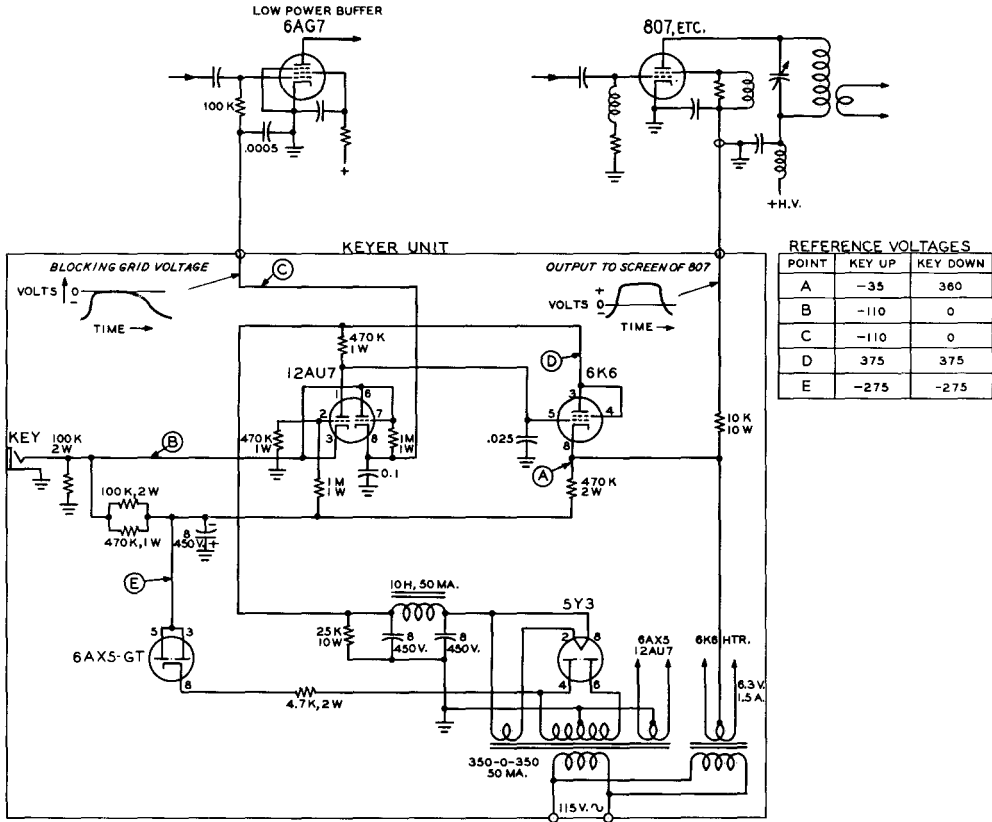 LOW POWER BUFFER
6AG7
807, ETC.
100 K
.0005
+
+H.V.
KEYER UNIT
BLOCKING GRID VOLTAGE
VOLTS
0
−
TIME
C
OUTPUT TO SCREEN OF 807
VOLTS
+
0
−
TIME
REFERENCE VOLTAGES
POINT KEY UP KEY DOWN
A −35 360
B −110 0
C −110 0
D 375 375
E −275 −275
470 K
1 W
D
12AU7
6K6
1
6
2
7
3
8
3
5
4
8
KEY
100 K
2 W
B
470 K
1 W
1 M
1 W
0.1
.025
A
10 K
10 W
1 M
1 W
470 K
2 W
100 K, 2 W
470 K, 1 W
8
450 V.
−
+
E
10 H, 50 MA.
25 K
10 W
8
450 V.
8
450 V.
5Y3
2
8
4
6
6AX5
12AU7
6K6 HTR.
6.3 V.
1.5 A.
5
3
6AX5-GT
8
4.7 K, 2 W
350-0-350
50 MA.
115 V. ∿